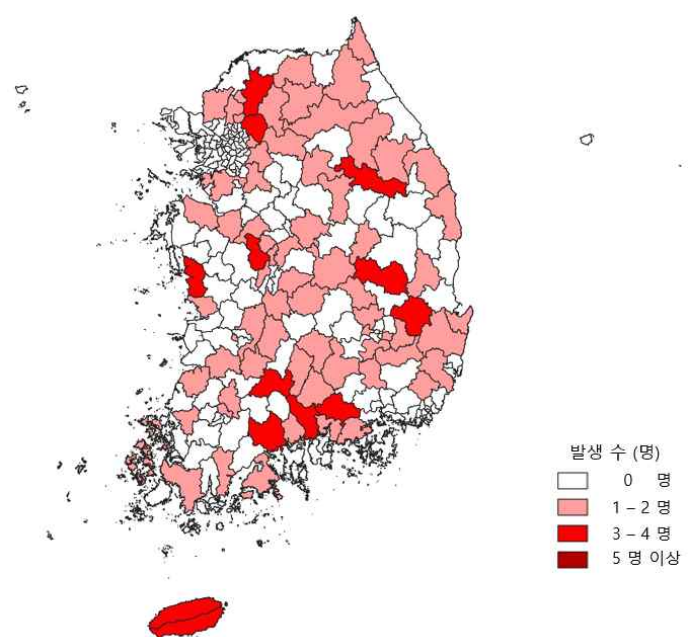 발생 수 (명)
0 명
1 – 2 명
3 – 4 명
5 명 이상